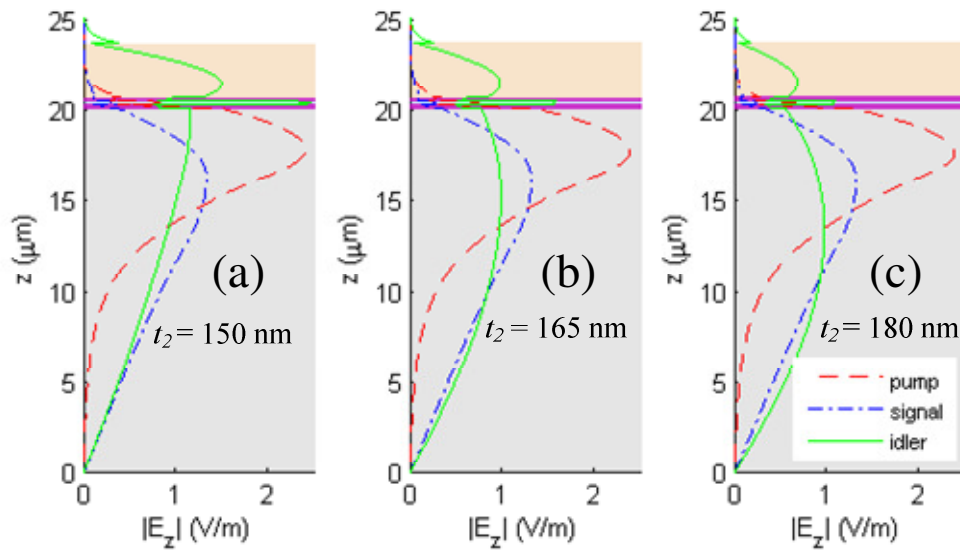 25
20
15
10
5
0
z (μm)
(a)
t2 = 150 nm
0
1
2
|Ez| (V/m)
25
20
15
10
5
0
z (μm)
(b)
t2 = 165 nm
0
1
2
|Ez| (V/m)
25
20
15
10
5
0
z (μm)
(c)
t2 = 180 nm
pump
signal
idler
0
1
2
|Ez| (V/m)